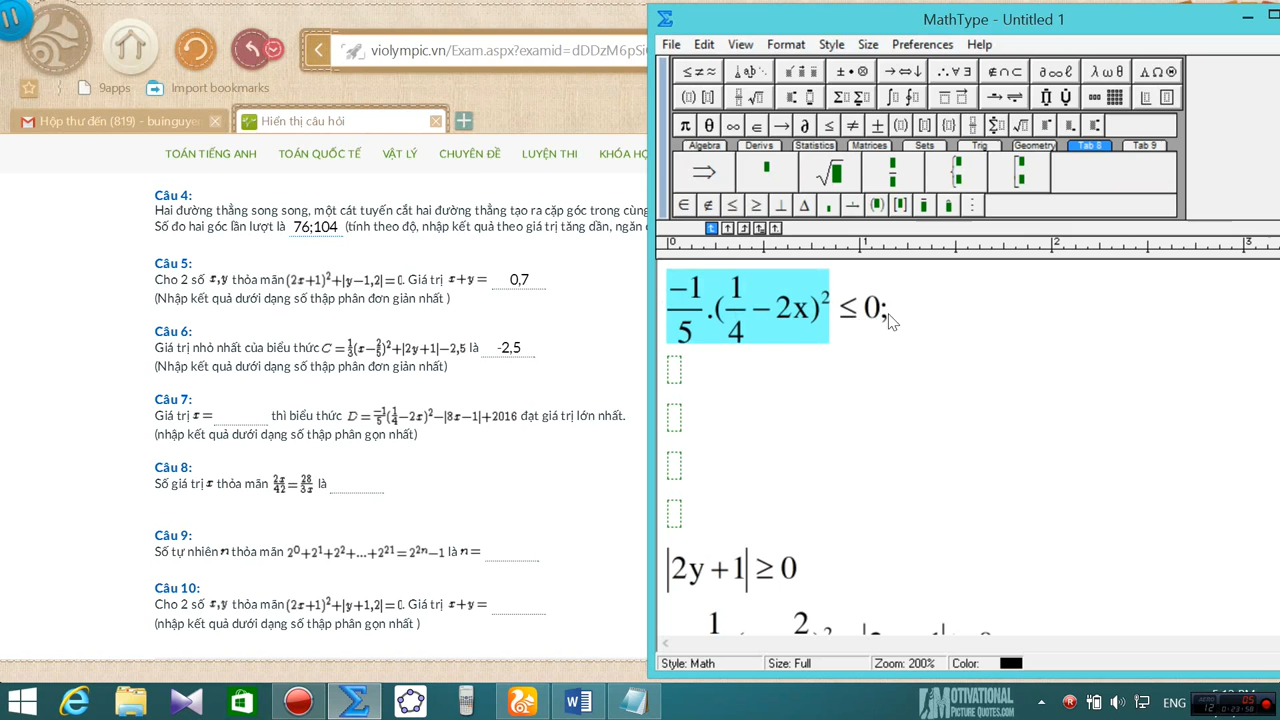 MathType - Untitled 1
violympic.vn/Exam.aspx?examid=dDDzM6pSi
File Edit View Format Style Size Preferences Help
9apps Import bookmarks
Hộp thư đến (819) - buinguyen
Hiển thị câu hỏi
TOÁN TIẾNG ANH TOÁN QUỐC TẾ VẬT LÝ CHUYÊN ĐỀ LUYỆN THI KHÓA H
Algebra Derivs Statistics Matrices Sets Trig Geometry Tab 8 Tab 9
0 1 2 3
Câu 4:
Hai đường thẳng song song, một cát tuyến cắt hai đường thẳng tạo ra cặp góc trong cùng
Số đo hai góc lần lượt là 76;104 (tính theo độ, nhập kết quả theo giá trị tăng dần, ngăn
Câu 5:
Cho 2 số x,y thỏa mãn (2x+1)²+|y−1,2|=0. Giá trị x+y= 0,7
(Nhập kết quả dưới dạng số thập phân đơn giản nhất )
Câu 6:
Giá trị nhỏ nhất của biểu thức C=1/3(x−2/5)²+|2y+1|−2,5 là -2,5
(Nhập kết quả dưới dạng số thập phân đơn giản nhất)
Câu 7:
Giá trị x= thì biểu thức D=−1/5(1/4−2x)²−|8x−1|+2016 đạt giá trị lớn nhất.
(nhập kết quả dưới dạng số thập phân gọn nhất)
Câu 8:
Số giá trị x thỏa mãn 2x/42=28/3x là
Câu 9:
Số tự nhiên n thỏa mãn 2⁰+2¹+2²+...+2²¹=2²ⁿ−1 là n=
Câu 10:
Cho 2 số x,y thỏa mãn (2x+1)²+|y+1,2|=0. Giá trị x+y=
(nhập kết quả dưới dạng số thập phân đơn giản nhất )
−1/5.(1/4−2x)² ≤ 0;
|2y+1| ≥ 0
Style: Math Size: Full Zoom: 200% Color:
MOTIVATIONAL
PICTURE QUOTES.COM
ENG